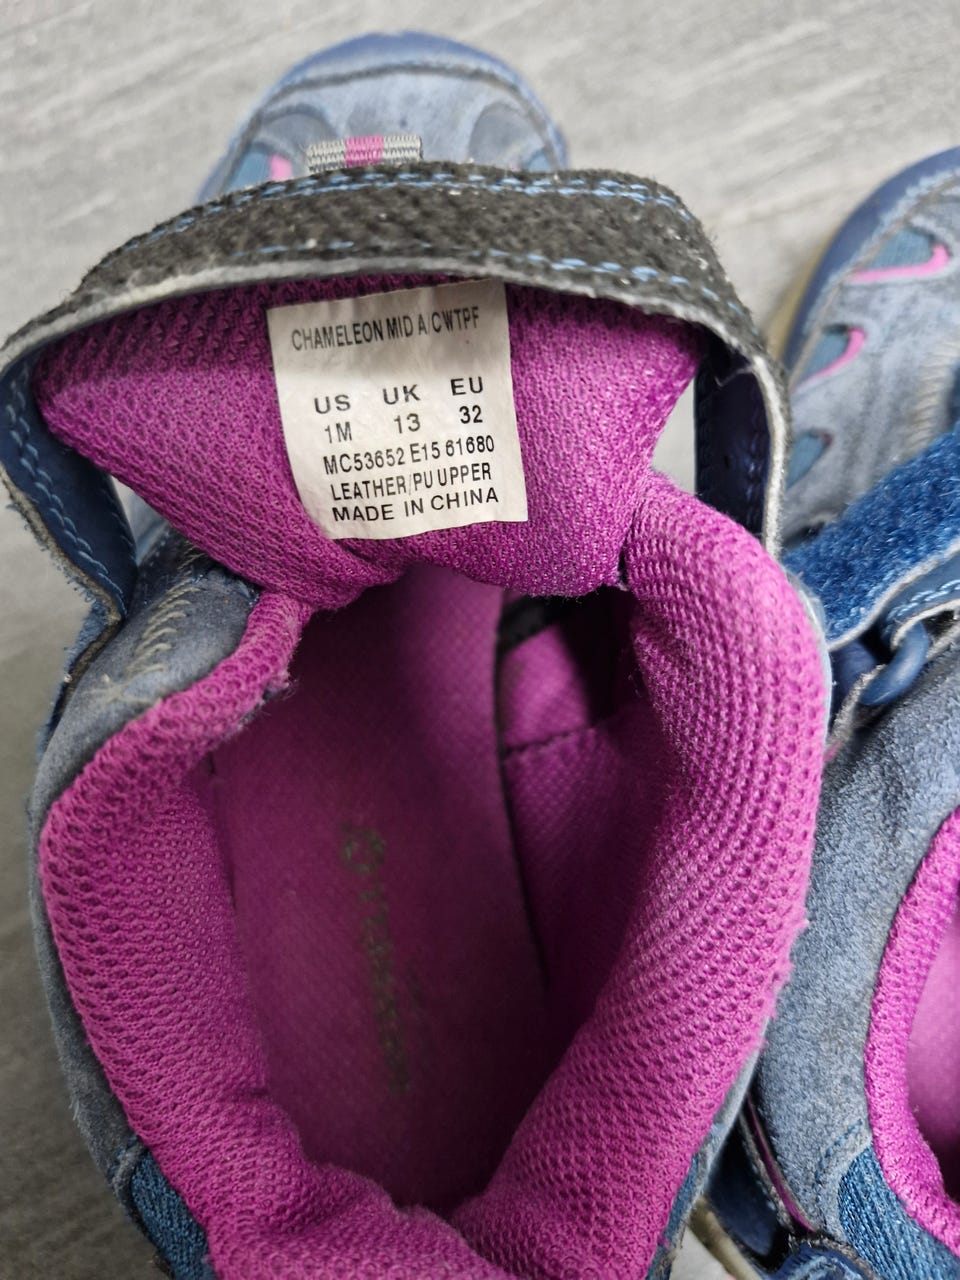 CHAMELEON MID A/C WTPF
US UK EU
1M 13 32
MC53652 E15 61680
LEATHER/PU UPPER
MADE IN CHINA